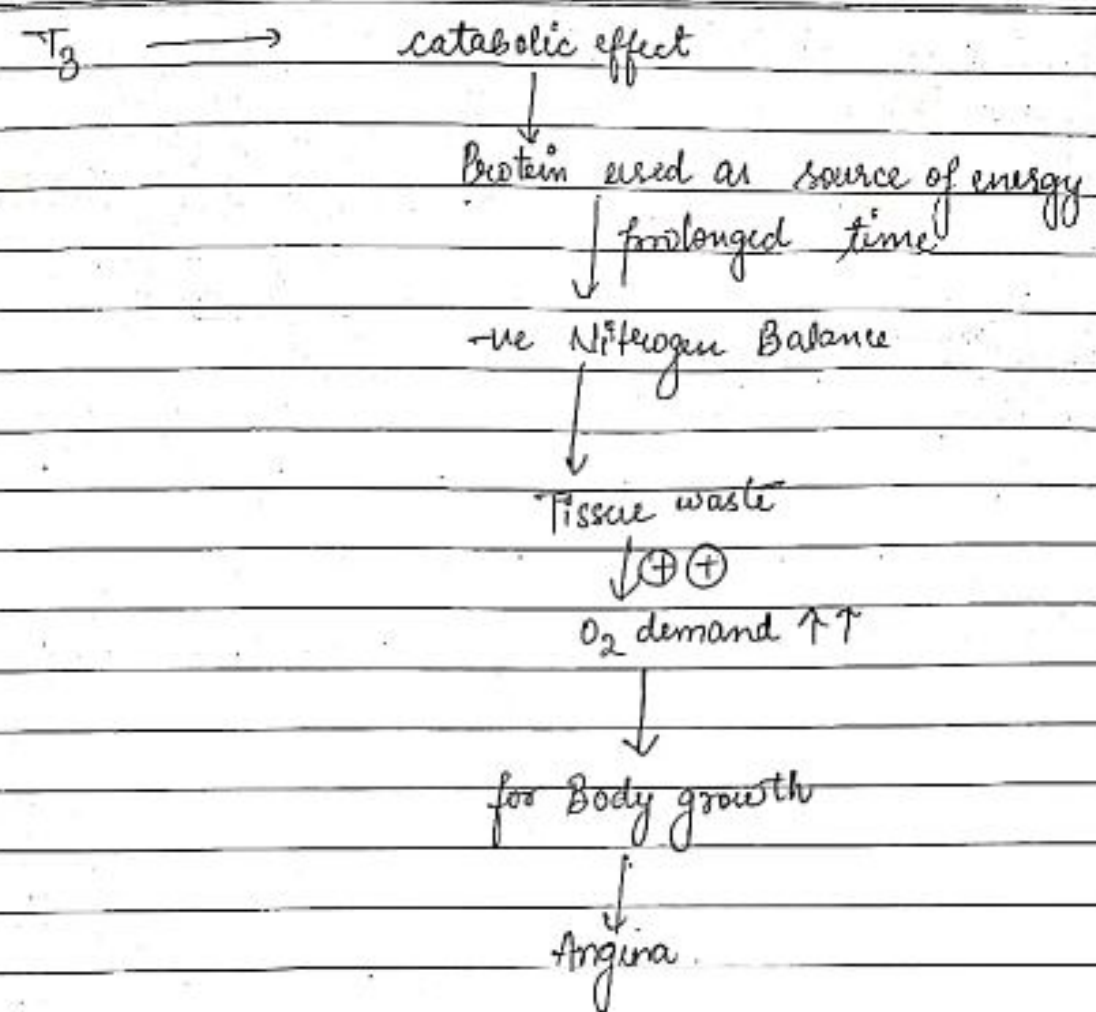 T₃ → catabolic effect
↓
Protein used as source of energy
↓ prolonged time
-ve Nitrogen Balance
↓
Tissue waste
↓ ⊕ ⊕
O₂ demand ↑↑
↓
for Body growth
↓
Angina.